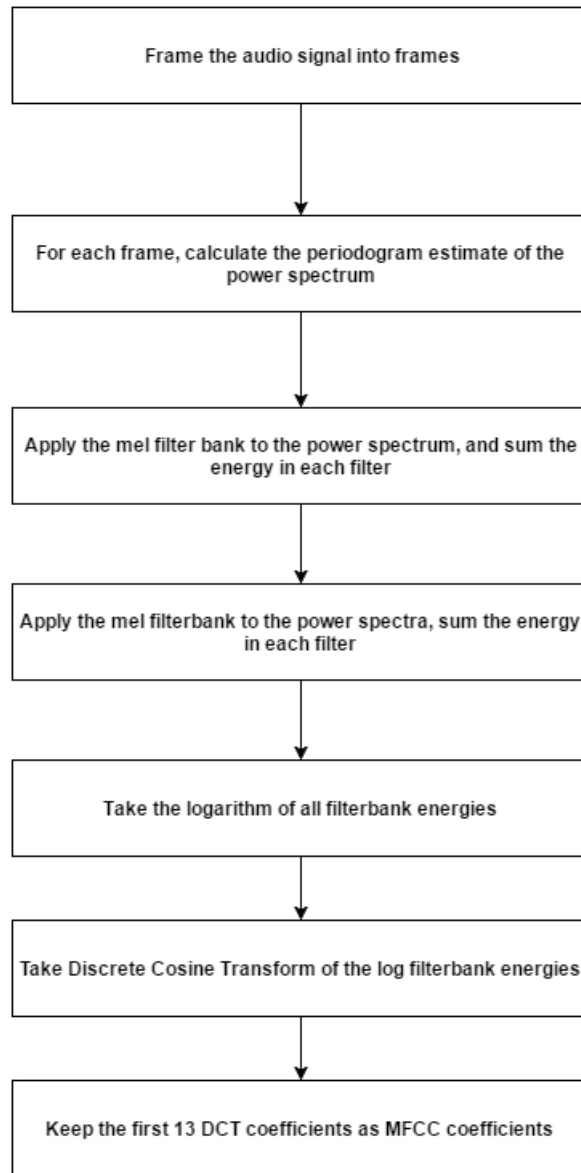 Frame the audio signal into frames
For each frame, calculate the periodogram estimate of the
power spectrum
Apply the mel filter bank to the power spectrum, and sum the
energy in each filter
Apply the mel filterbank to the power spectra, sum the energy
in each filter
Take the logarithm of all filterbank energies
Take Discrete Cosine Transform of the log filterbank energies
Keep the first 13 DCT coefficients as MFCC coefficients